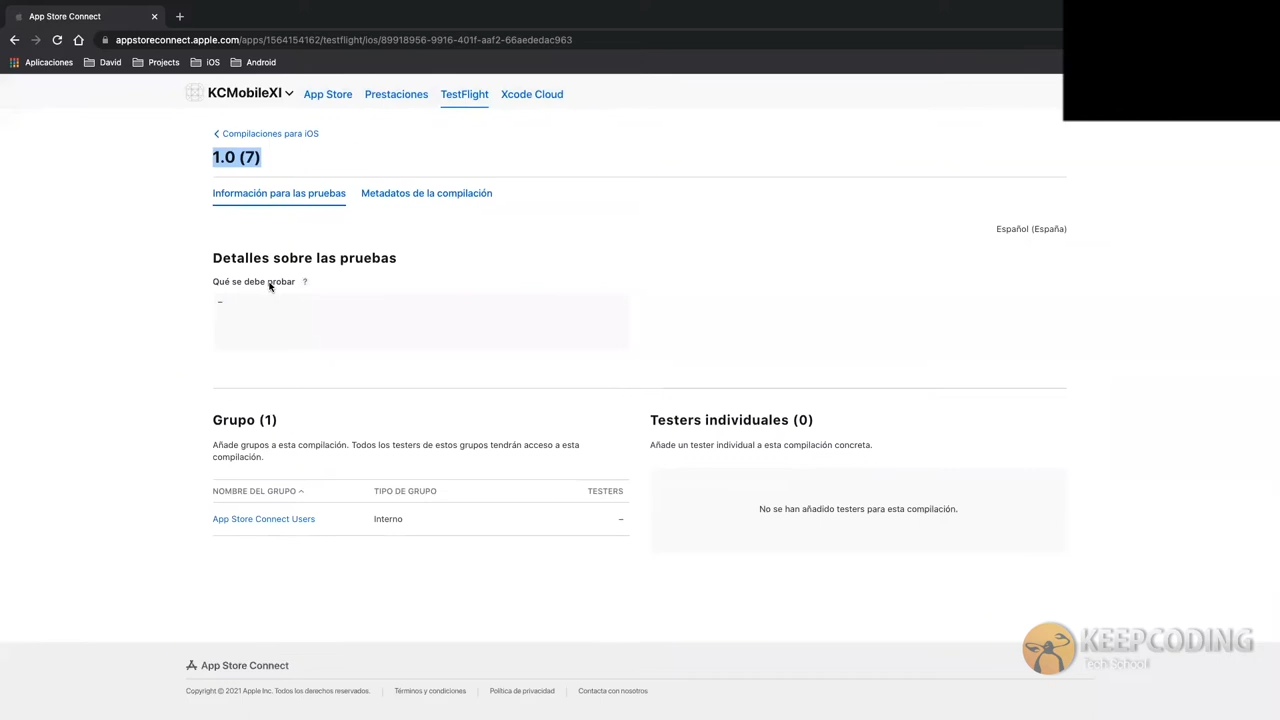 App Store Connect
appstoreconnect.apple.com/apps/1564154162/testflight/ios/89918956-9916-401f-aaf2-66aededac963
Aplicaciones David Projects iOS Android
KCMobileXI App Store Prestaciones TestFlight Xcode Cloud
Compilaciones para iOS
1.0 (7)
Información para las pruebas Metadatos de la compilación
Español (España)
Detalles sobre las pruebas
Qué se debe probar ?
–
Grupo (1)
Añade grupos a esta compilación. Todos los testers de estos grupos tendrán acceso a esta
compilación.
NOMBRE DEL GRUPO TIPO DE GRUPO TESTERS
App Store Connect Users Interno –
Testers individuales (0)
Añade un tester individual a esta compilación concreta.
No se han añadido testers para esta compilación.
KEEPCODING
Tech School
App Store Connect
Copyright © 2021 Apple Inc. Todos los derechos reservados. | Términos y condiciones | Política de privacidad | Contacta con nosotros